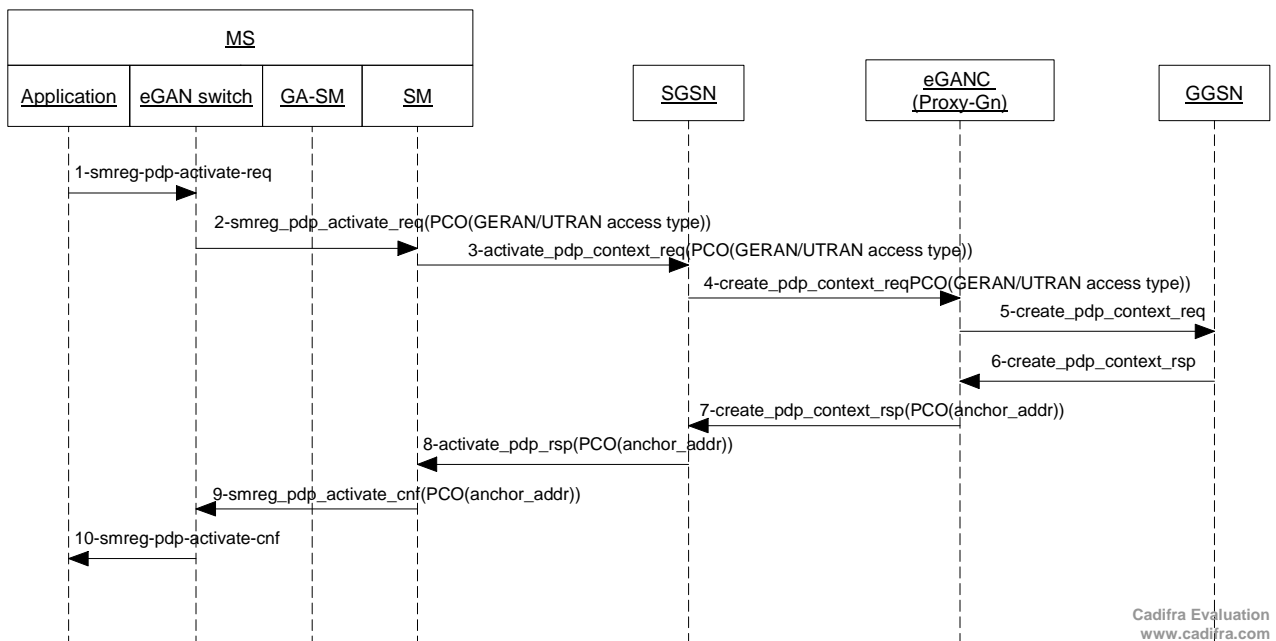 MS
Application eGAN switch GA-SM SM SGSN eGANC GGSN
(Proxy-Gn)
1-smreg-pdp-activate-req
2-smreg_pdp_activate_req(PCO(GERAN/UTRAN access type))
3-activate_pdp_context_req(PCO(GERAN/UTRAN access type))
4-create_pdp_context_reqPCO(GERAN/UTRAN access type))
5-create_pdp_context_req
6-create_pdp_context_rsp
7-create_pdp_context_rsp(PCO(anchor_addr))
8-activate_pdp_rsp(PCO(anchor_addr))
9-smreg_pdp_activate_cnf(PCO(anchor_addr))
10-smreg-pdp-activate-cnf
Cadifra Evaluation
www.cadifra.com